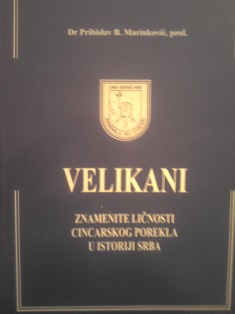 Dr Pribislav B. Marinković, prof.
VELIKANI
ZNAMENITE LIČNOSTI
CINCARSKOG POREKLA
U ISTORIJI SRBA